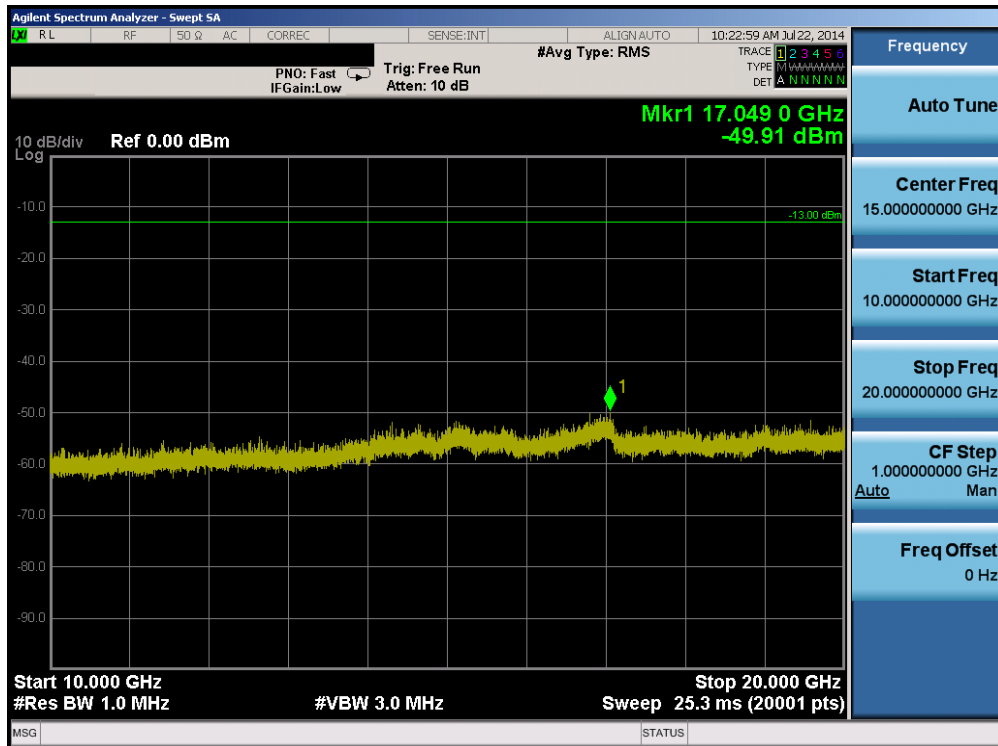 Agilent Spectrum Analyzer - Swept SA
LXI RL RF 50 Ω AC CORREC SENSE:INT ALIGN AUTO 10:22:59 AM Jul 22, 2014
#Avg Type: RMS
TRACE 1 2 3 4 5 6
PNO: Fast Trig: Free Run
TYPE M WWWWW
IFGain:Low Atten: 10 dB
DET A N N N N N
Mkr1 17.049 0 GHz
-49.91 dBm
10 dB/div Ref 0.00 dBm
Log
-10.0
-13.00 dBm
-20.0
-30.0
-40.0
1
-50.0
-60.0
-70.0
-80.0
-90.0
Start 10.000 GHz Stop 20.000 GHz
#Res BW 1.0 MHz #VBW 3.0 MHz Sweep 25.3 ms (20001 pts)
MSG STATUS
Frequency
Auto Tune
Center Freq
15.000000000 GHz
Start Freq
10.000000000 GHz
Stop Freq
20.000000000 GHz
CF Step
1.000000000 GHz
Auto Man
Freq Offset
0 Hz